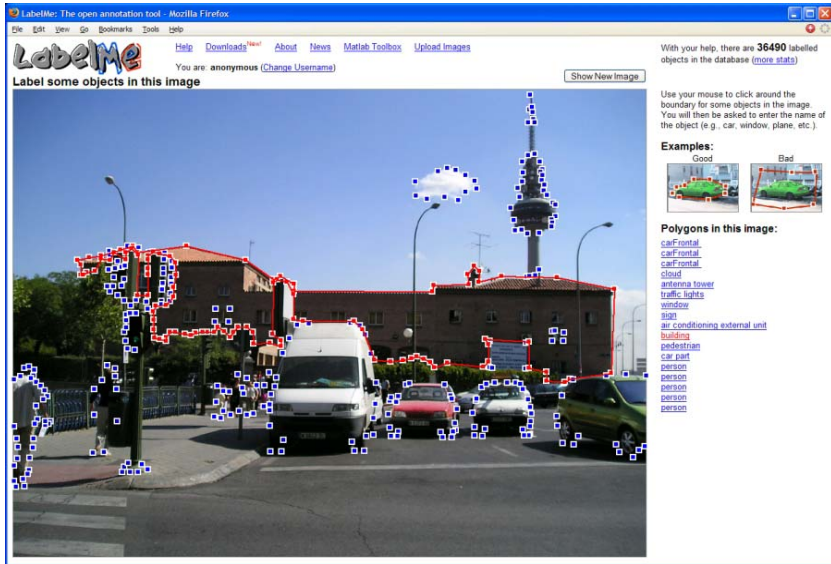 LabelMe: The open annotation tool - Mozilla Firefox
File Edit View Go Bookmarks Tools Help
LabelMe
Help Downloads New! About News Matlab Toolbox Upload Images
You are: anonymous (Change Username)
Label some objects in this image
Show New Image
With your help, there are 36490 labelled
objects in the database (more stats)
Use your mouse to click around the
boundary for some objects in the image.
You will then be asked to enter the name of
the object (e.g., car, window, plane, etc.).
Examples:
Good Bad
Polygons in this image:
carFrontal
carFrontal
carFrontal
cloud
antenna tower
traffic lights
window
sign
air conditioning external unit
building
pedestrian
car part
person
person
person
person
person